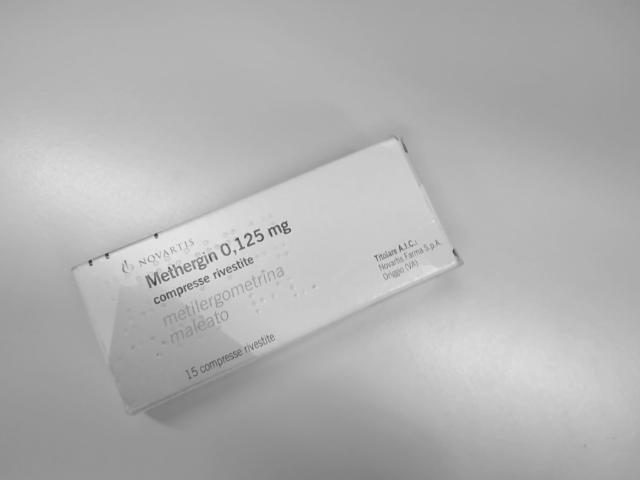 NOVARTIS
Methergin 0,125 mg
compresse rivestite
metilergometrina
maleato
15 compresse rivestite
Titolare A.I.C.:
Novartis Farma S.p.A.
Origgio (VA)